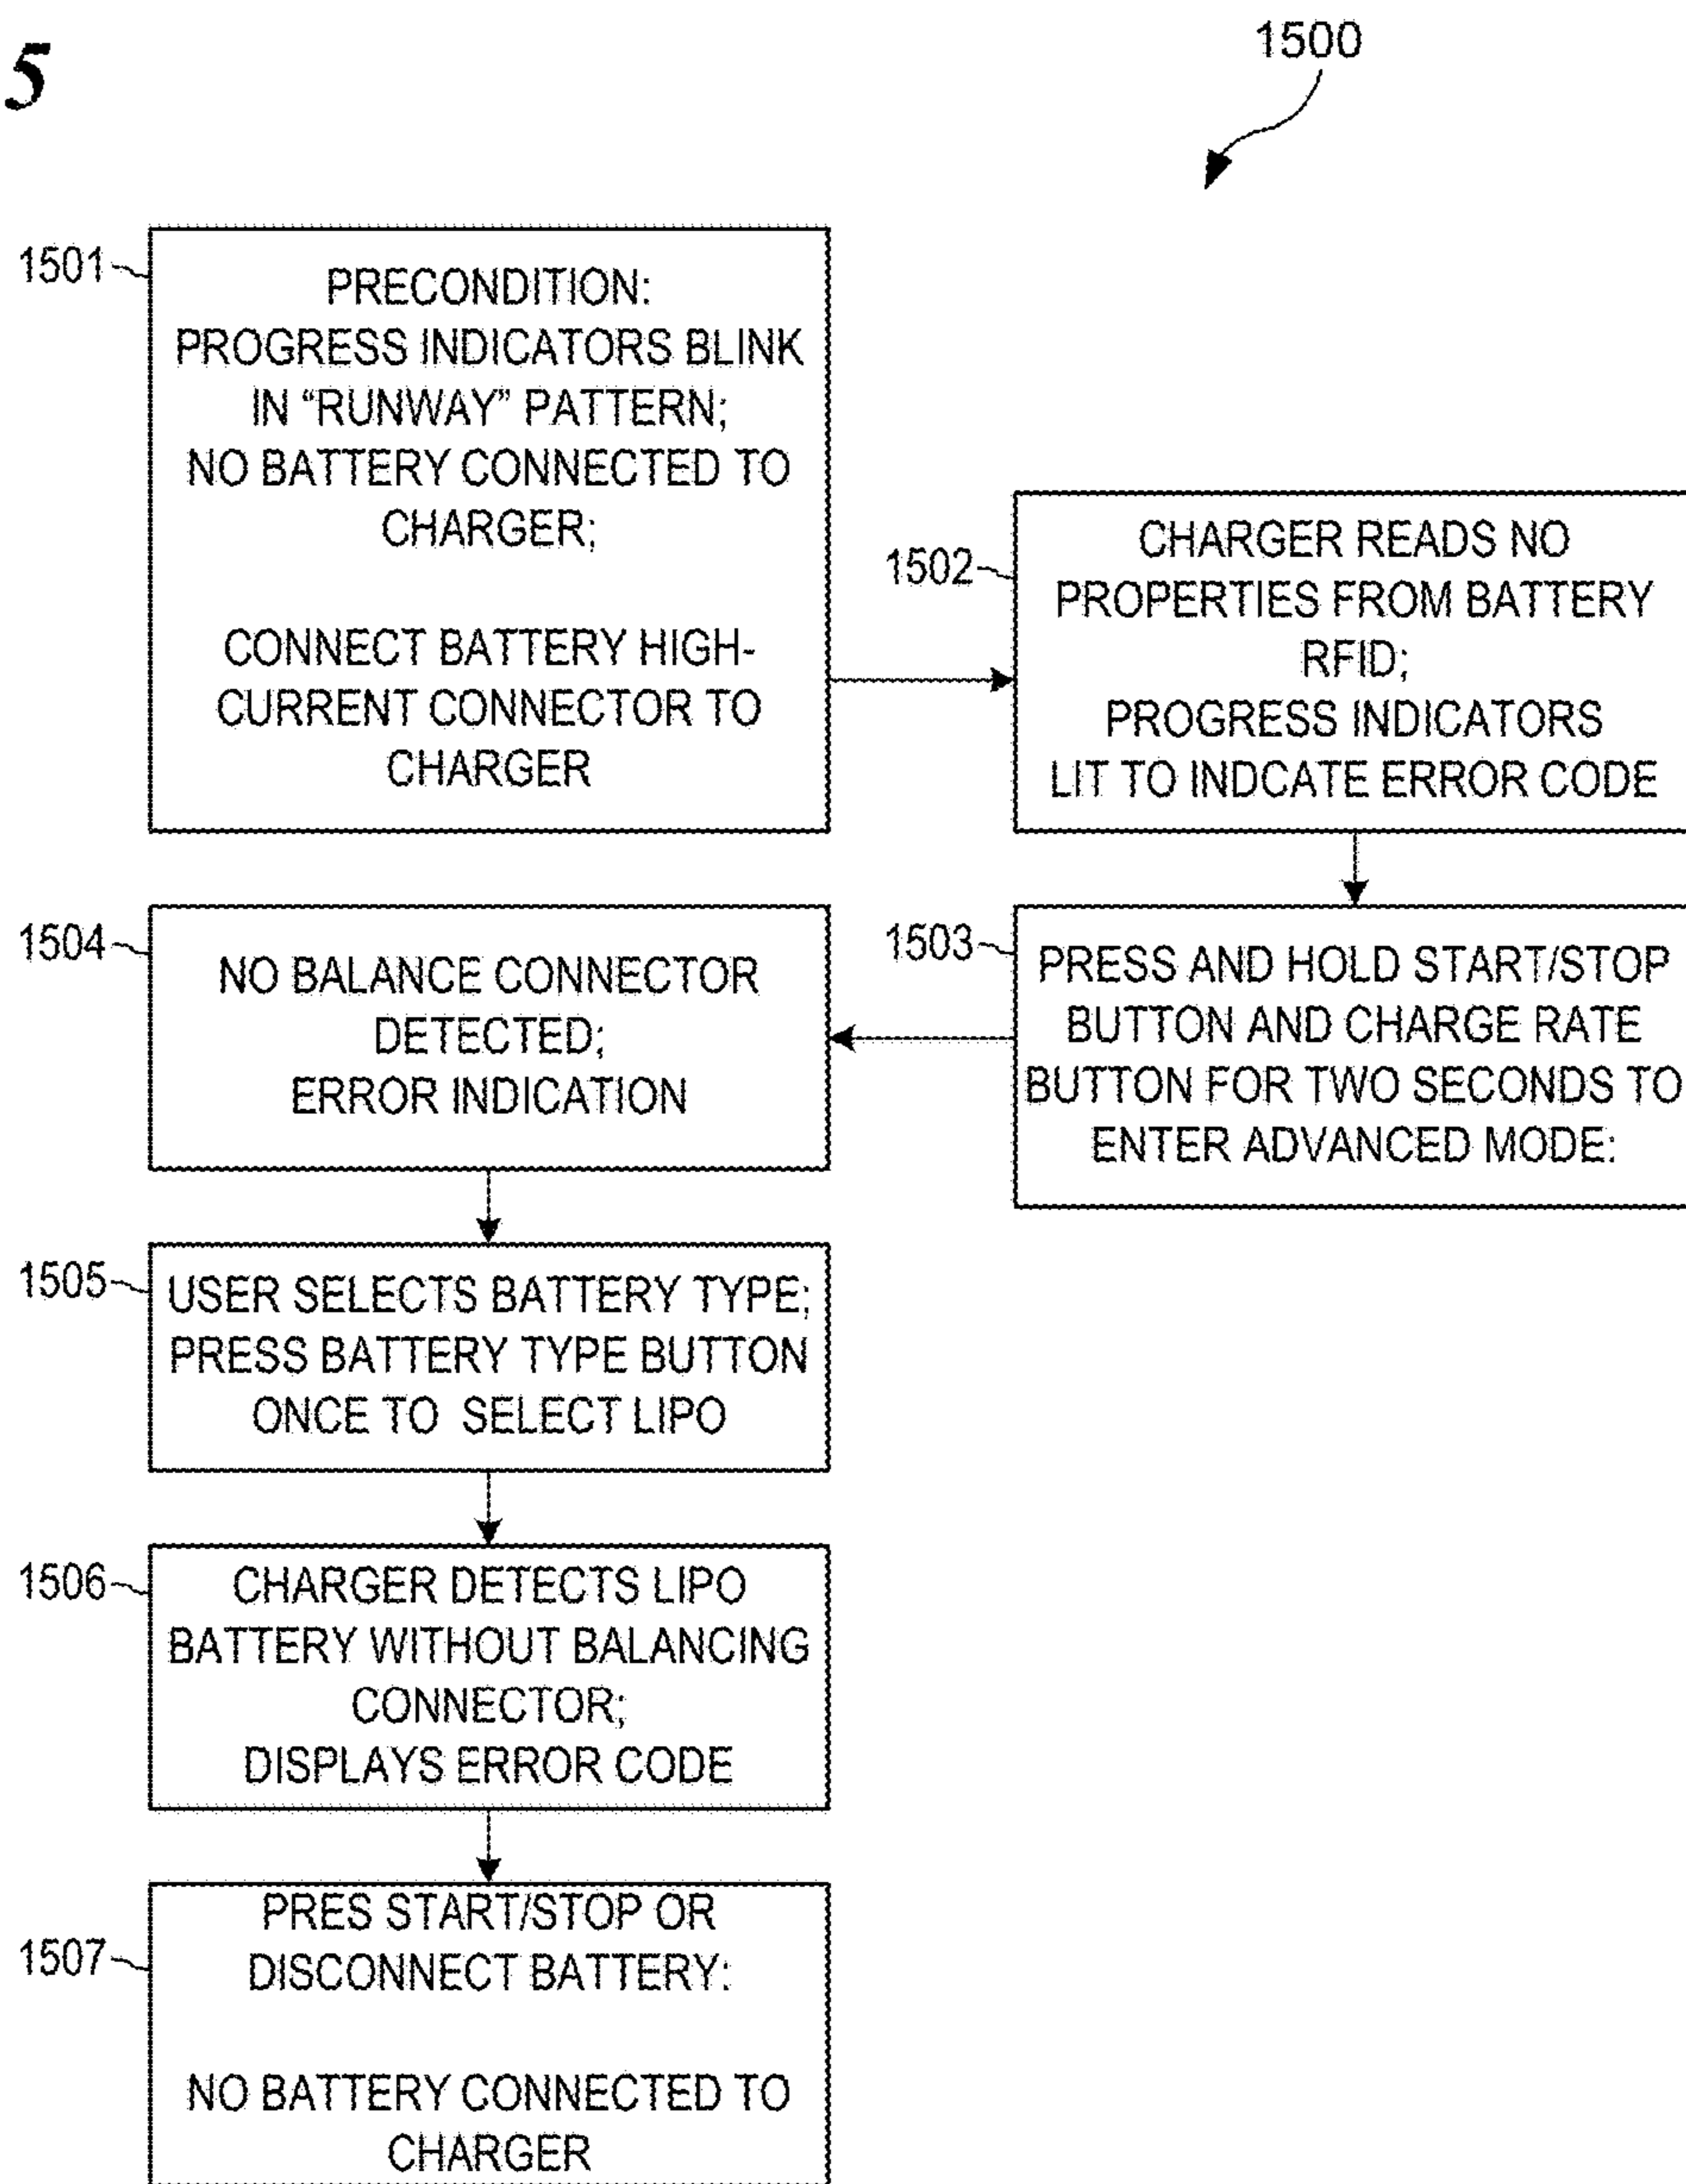 5
1500
1501
PRECONDITION:
PROGRESS INDICATORS BLINK
IN “RUNWAY” PATTERN;
NO BATTERY CONNECTED TO
CHARGER;
CONNECT BATTERY HIGH-
CURRENT CONNECTOR TO
CHARGER
1502
CHARGER READS NO
PROPERTIES FROM BATTERY
RFID;
PROGRESS INDICATORS
LIT TO INDCATE ERROR CODE
1503
PRESS AND HOLD START/STOP
BUTTON AND CHARGE RATE
BUTTON FOR TWO SECONDS TO
ENTER ADVANCED MODE:
1504
NO BALANCE CONNECTOR
DETECTED;
ERROR INDICATION
1505
USER SELECTS BATTERY TYPE;
PRESS BATTERY TYPE BUTTON
ONCE TO SELECT LIPO
1506
CHARGER DETECTS LIPO
BATTERY WITHOUT BALANCING
CONNECTOR;
DISPLAYS ERROR CODE
1507
PRES START/STOP OR
DISCONNECT BATTERY:
NO BATTERY CONNECTED TO
CHARGER